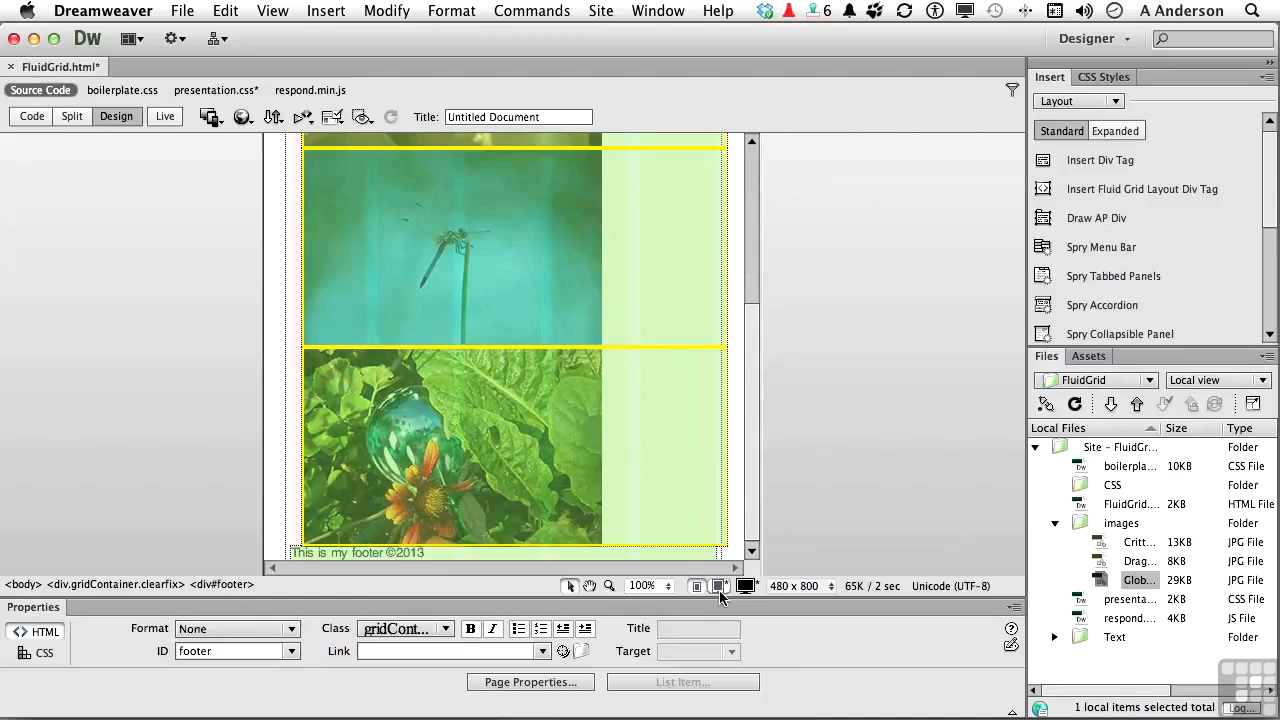 Dreamweaver File Edit View Insert Modify Format Commands Site Window Help 6 A Anderson
Dw Designer
FluidGrid.html*
Source Code boilerplate.css presentation.css* respond.min.js
Code Split Design Live Title: Untitled Document
This is my footer ©2013
<body> <div.gridContainer.clearfix> <div#footer> 100% 480 x 800 65K / 2 sec Unicode (UTF-8)
Properties
<> HTML Format None Class gridCont... B I Title
CSS ID footer Link Target
Page Properties... List Item...
Insert CSS Styles
Layout
Standard Expanded
Insert Div Tag
Insert Fluid Grid Layout Div Tag
Draw AP Div
Spry Menu Bar
Spry Tabbed Panels
Spry Accordion
Spry Collapsible Panel
Files Assets
FluidGrid Local view
Local Files Size Type
Site - FluidGr... Folder
boilerpla... 10KB CSS File
CSS Folder
FluidGrid... 2KB HTML File
images Folder
Critt... 13KB JPG File
Drag... 8KB JPG File
Glob... 29KB JPG File
presenta... 2KB CSS File
respond.... 4KB JS File
Text Folder
1 local items selected total Log...